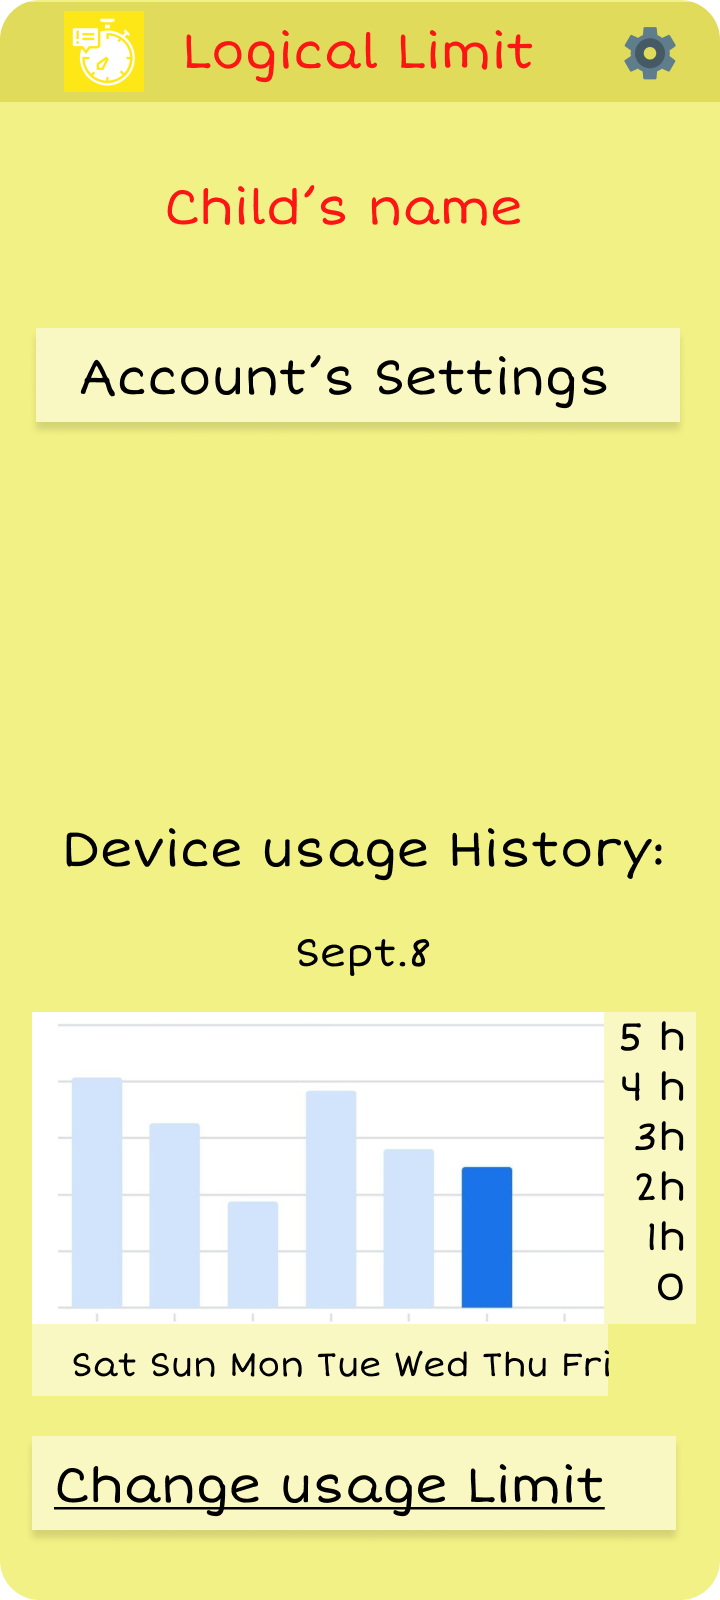 Logical Limit
Child's name
Account's Settings
Device usage History:
Sept.8
5 h
4 h
3h
2h
1h
0
Sat Sun Mon Tue Wed Thu Fri
Change usage Limit